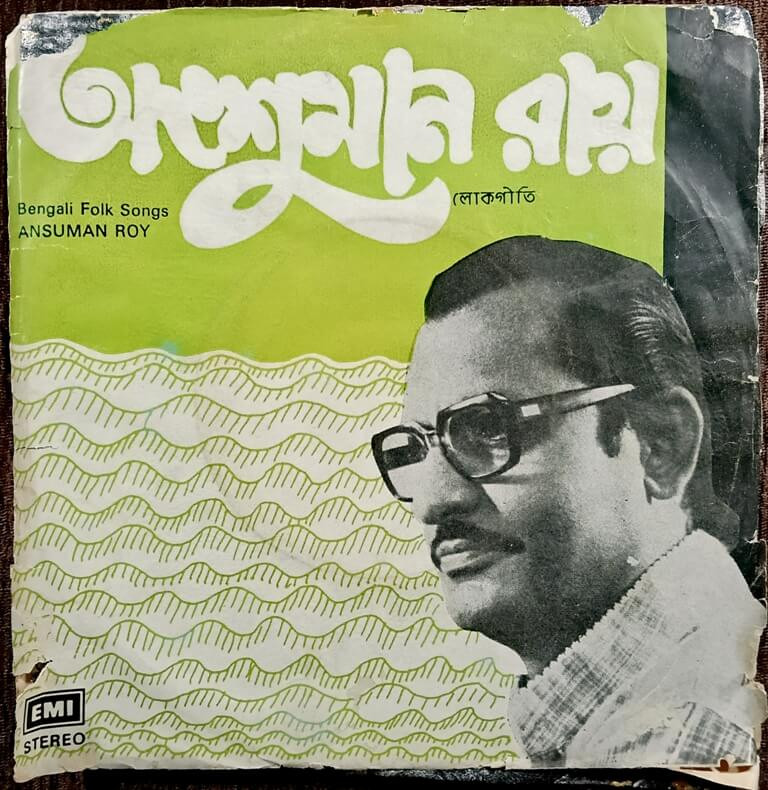 অংশুমান রায়
লোকগীতি
Bengali Folk Songs
ANSUMAN ROY
EMI
STEREO